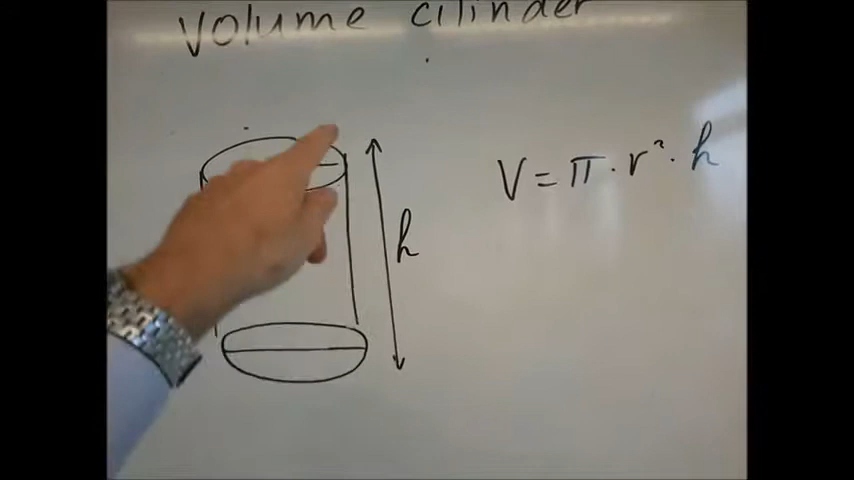 Volume cilinder
h
V = π · r² · h